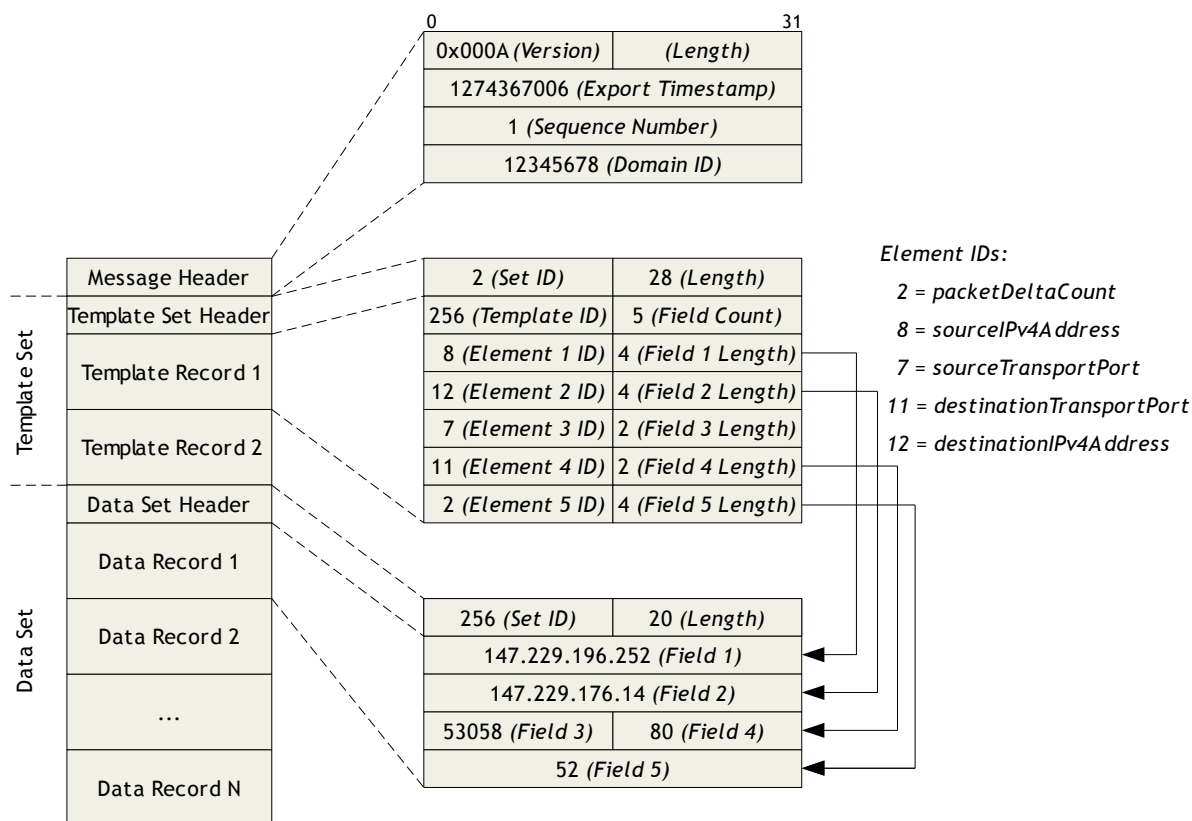 0 31
0x000A (Version) (Length)
1274367006 (Export Timestamp)
1 (Sequence Number)
12345678 (Domain ID)
Message Header
Template Set Header
Template Record 1
Template Record 2
Data Set Header
Data Record 1
Data Record 2
...
Data Record N
Template Set
Data Set
2 (Set ID) 28 (Length)
256 (Template ID) 5 (Field Count)
8 (Element 1 ID) 4 (Field 1 Length)
12 (Element 2 ID) 4 (Field 2 Length)
7 (Element 3 ID) 2 (Field 3 Length)
11 (Element 4 ID) 2 (Field 4 Length)
2 (Element 5 ID) 4 (Field 5 Length)
Element IDs:
2 = packetDeltaCount
8 = sourceIPv4Address
7 = sourceTransportPort
11 = destinationTransportPort
12 = destinationIPv4Address
256 (Set ID) 20 (Length)
147.229.196.252 (Field 1)
147.229.176.14 (Field 2)
53058 (Field 3) 80 (Field 4)
52 (Field 5)